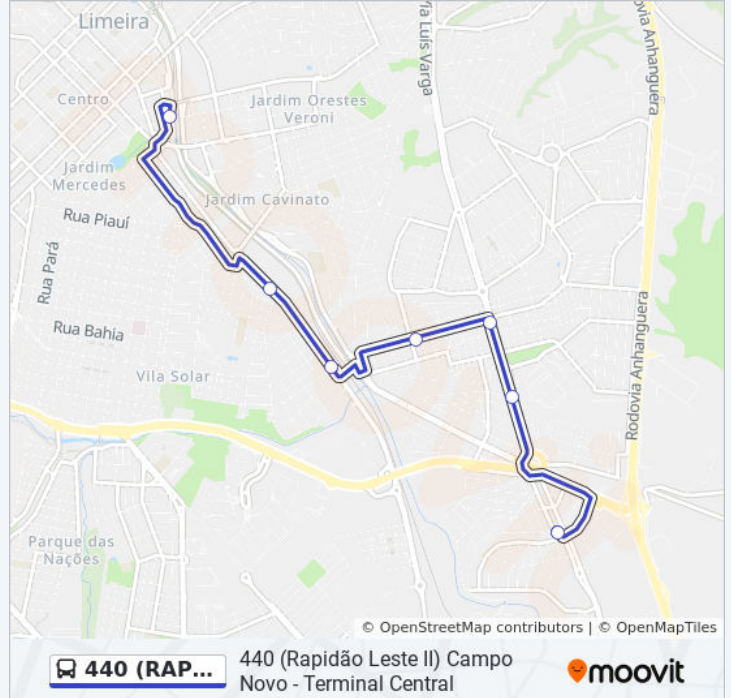 Limeira
Via Luís Varga
ovia Anhanguera
Centro
Jardim Orestes
Veroni
Jardim
Mercedes
Jardim Cavinato
Rua Piauí
Rua Pará
Rua Bahia
Vila Solar
Rodovia Anhanguera
Parque das
Nações
© OpenStreetMap contributors | © OpenMapTiles
440 (RAP...
440 (Rapidão Leste II) Campo
Novo - Terminal Central
moovit